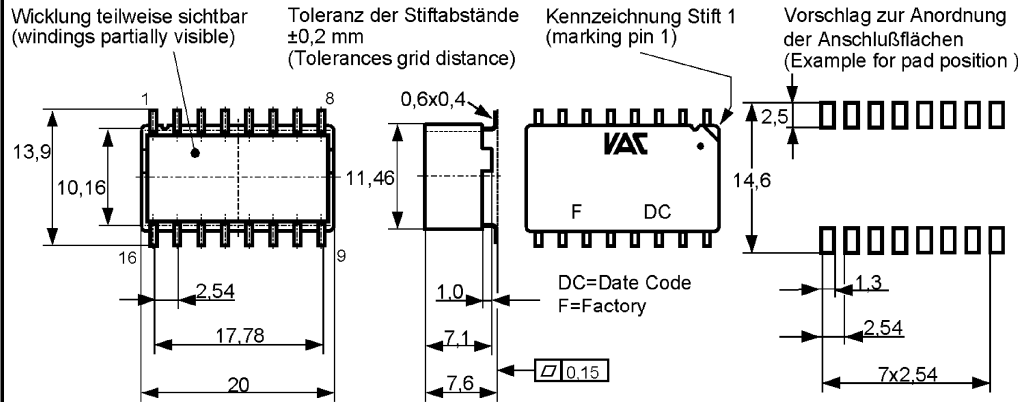 Wicklung teilweise sichtbar
(windings partially visible)
Toleranz der Stiftabstände
±0,2 mm
(Tolerances grid distance)
Kennzeichnung Stift 1
(marking pin 1)
Vorschlag zur Anordnung
der Anschlußflächen
(Example for pad position )
1
8
0,6x0,4
2,5
13,9
10,16
11,46
VAC
14,6
F
DC
16
9
2,54
1,0
DC=Date Code
F=Factory
1,3
17,78
7,1
2,54
0,15
20
7,6
7x2,54